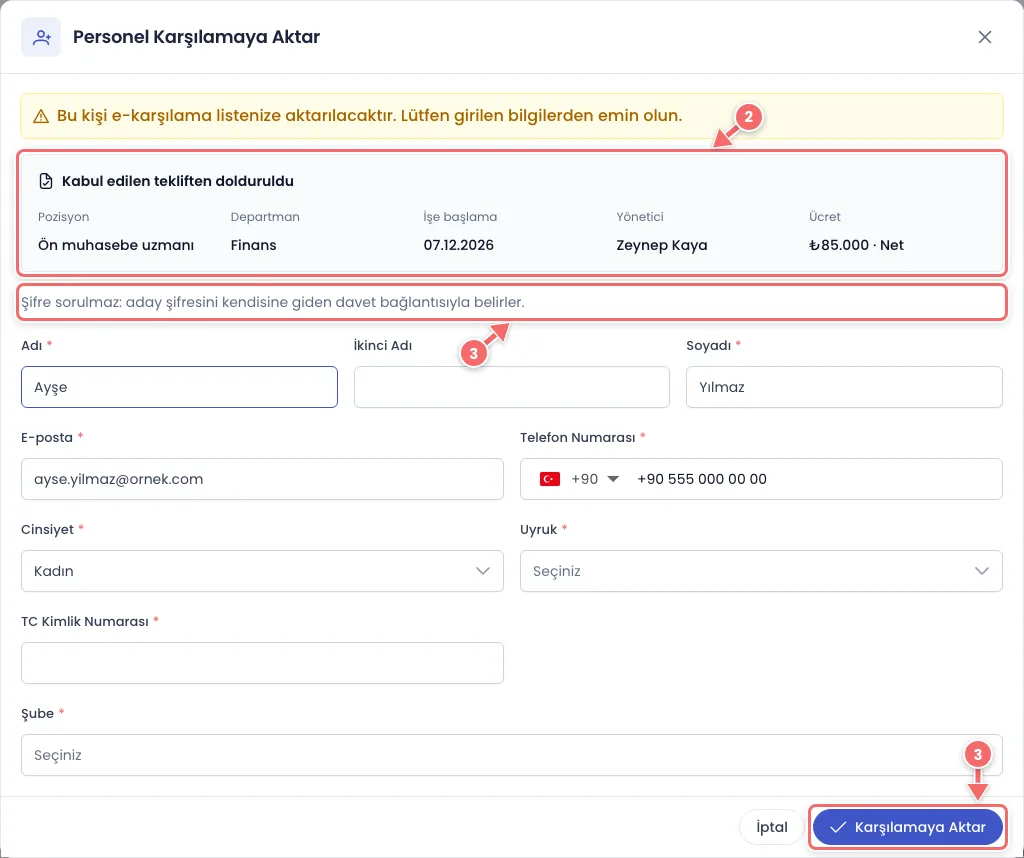 Personel Karşılamaya Aktar
Bu kişi e-karşılama listenize aktarılacaktır. Lütfen girilen bilgilerden emin olun.
2
Kabul edilen tekliften dolduruldu
Pozisyon Departman İşe başlama Yönetici Ücret
Ön muhasebe uzmanı Finans 07.12.2026 Zeynep Kaya ₺85.000 · Net
Şifre sorulmaz: aday şifresini kendisine giden davet bağlantısıyla belirler.
3
Adı * İkinci Adı Soyadı *
Ayşe Yılmaz
E-posta * Telefon Numarası *
ayse.yilmaz@ornek.com +90 +90 555 000 00 00
Cinsiyet * Uyruk *
Kadın Seçiniz
TC Kimlik Numarası *
Şube *
Seçiniz
3
İptal Karşılamaya Aktar